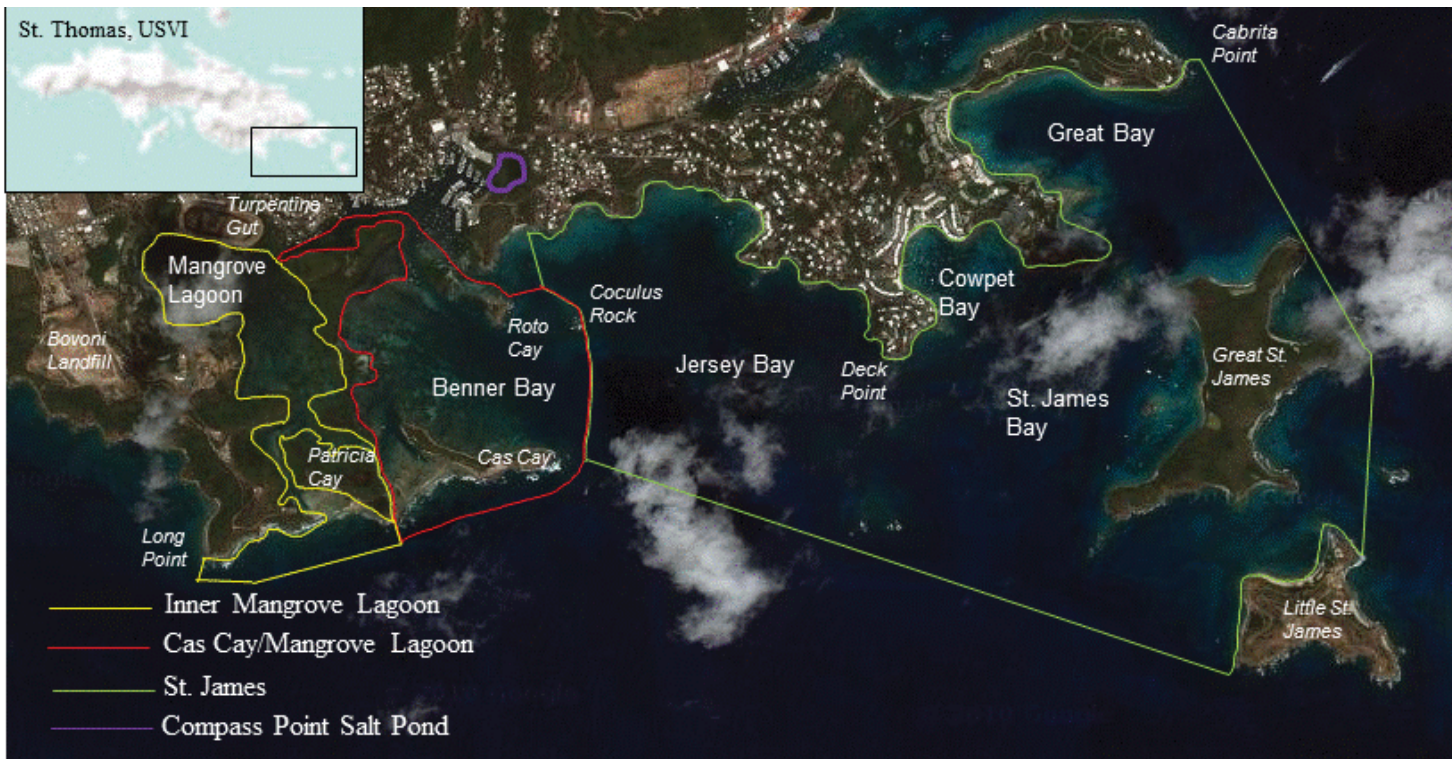 St. Thomas, USVI
Cabrita
Point
Great Bay
Turpentine
Gut
Mangrove
Lagoon
Cowpet
Bay
Coculus
Rock
Roto
Cay
Bovoni
Landfill
Great St.
James
Jersey Bay
Deck
Point
Benner Bay
St. James
Bay
Patricia
Cay
Cas Cay
Long
Point
Little St.
James
Inner Mangrove Lagoon
Cas Cay/Mangrove Lagoon
St. James
Compass Point Salt Pond